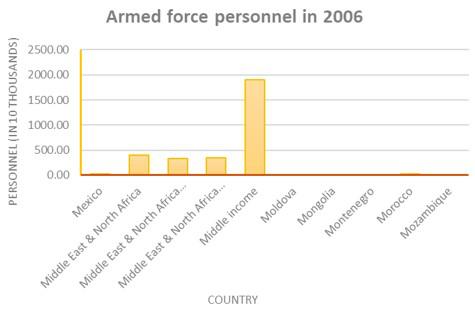 Armed force personnel in 2006
PERSONNEL (IN 10 THOUSANDS)
2500.00
2000.00
1500.00
1000.00
500.00
0.00
Mexico
Middle East & North Africa
Middle East & North Africa...
Middle East & North Africa...
Middle income
Moldova
Mongolia
Montenegro
Morocco
Mozambique
COUNTRY